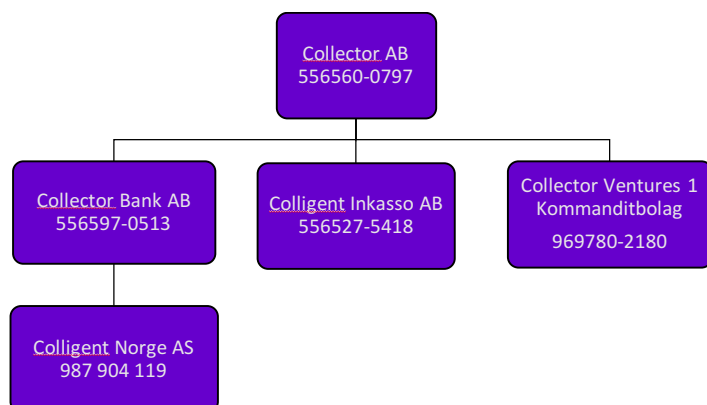 Collector AB
556560-0797
Collector Bank AB
556597-0513
Colligent Inkasso AB
556527-5418
Collector Ventures 1
Kommanditbolag
969780-2180
Colligent Norge AS
987 904 119